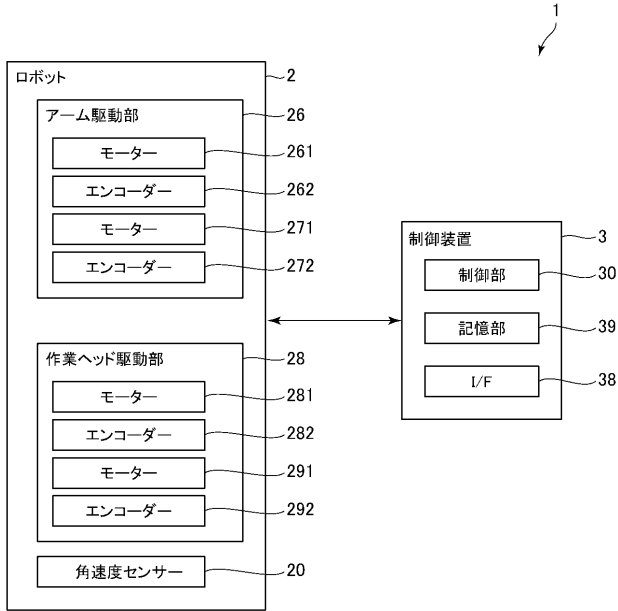 1
ロボット 2
アーム駆動部 26
モーター 261
エンコーダー 262
モーター 271
エンコーダー 272
作業ヘッド駆動部 28
モーター 281
エンコーダー 282
モーター 291
エンコーダー 292
角速度センサー 20
制御装置 3
制御部 30
記憶部 39
I/F 38